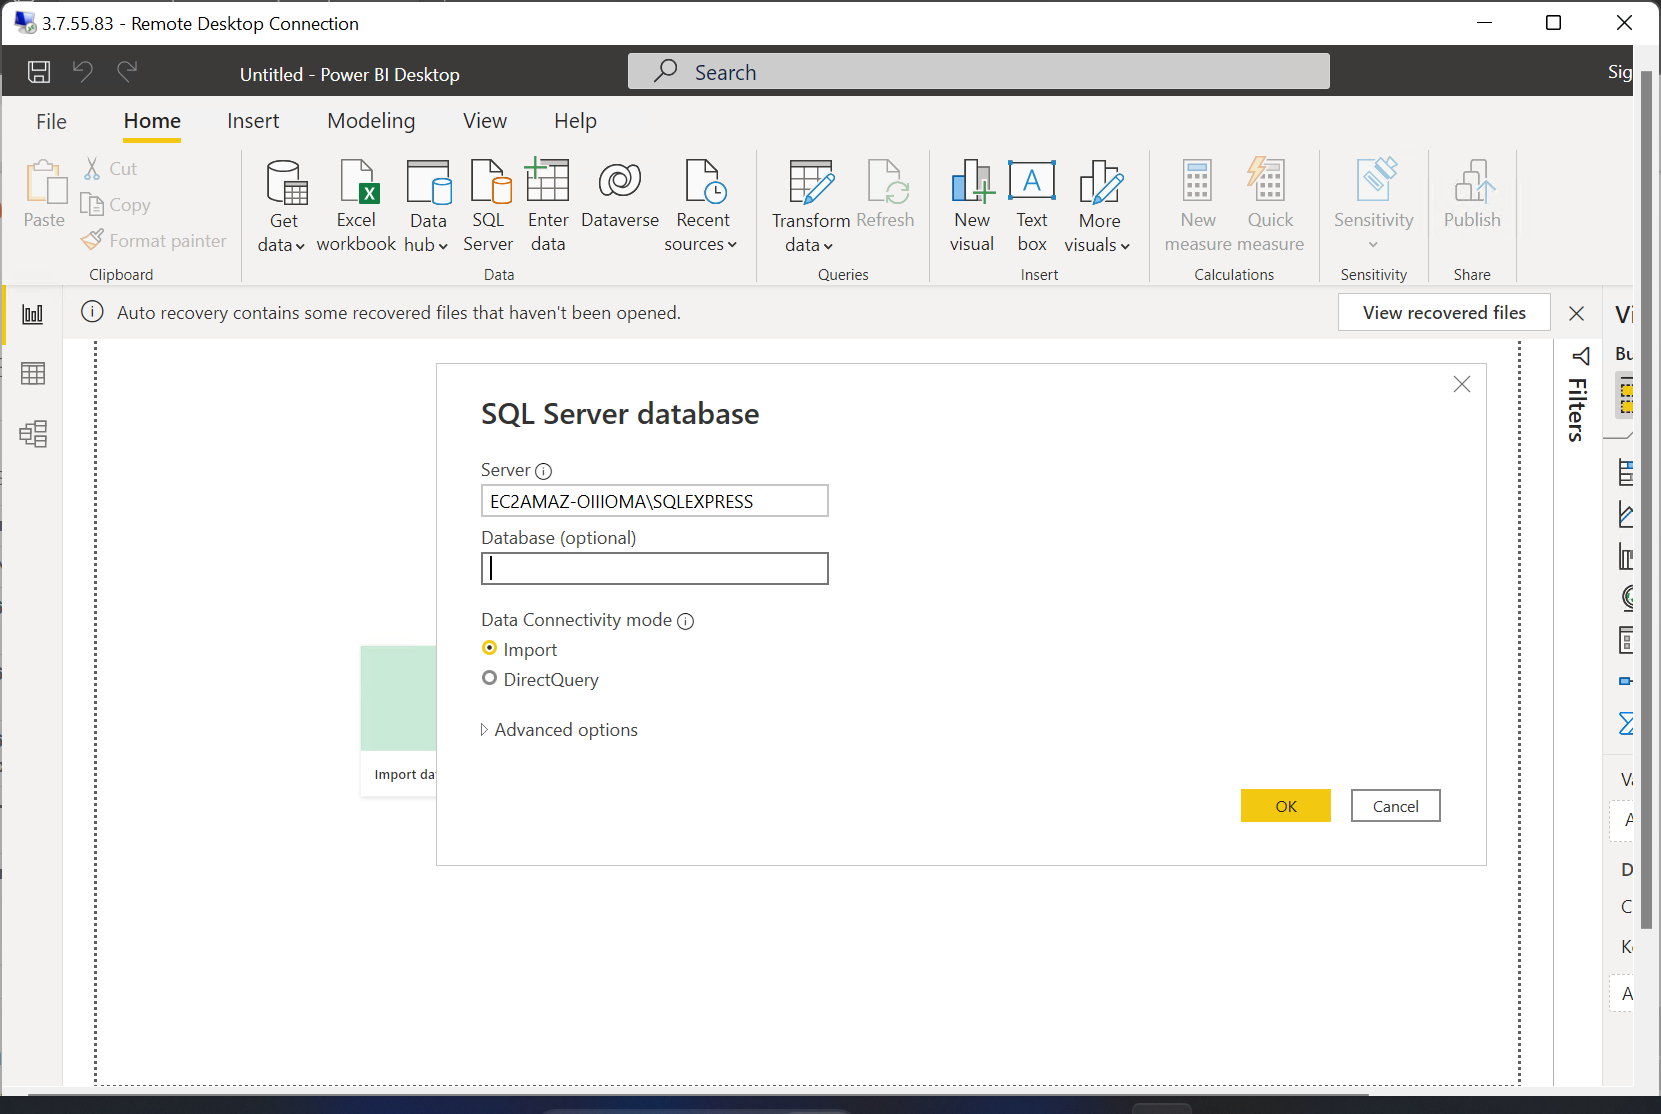 3.7.55.83 - Remote Desktop Connection
Untitled - Power BI Desktop
Search
Sig
File Home Insert Modeling View Help
Paste
Cut
Copy
Format painter
Clipboard
Get data
Excel workbook
Data hub
SQL Server
Enter data
Dataverse
Recent sources
Data
Transform data
Refresh
Queries
New visual
Text box
More visuals
Insert
New measure
Quick measure
Calculations
Sensitivity
Sensitivity
Publish
Share
Auto recovery contains some recovered files that haven't been opened.
View recovered files
SQL Server database
Server
EC2AMAZ-OIIIOMA\SQLEXPRESS
Database (optional)
Data Connectivity mode
Import
DirectQuery
Advanced options
OK
Cancel
Import da
Filters
Bu